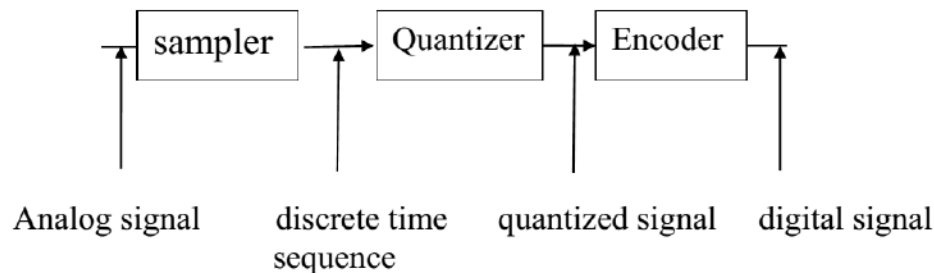 sampler
Quantizer
Encoder
Analog signal
discrete time
sequence
quantized signal
digital signal